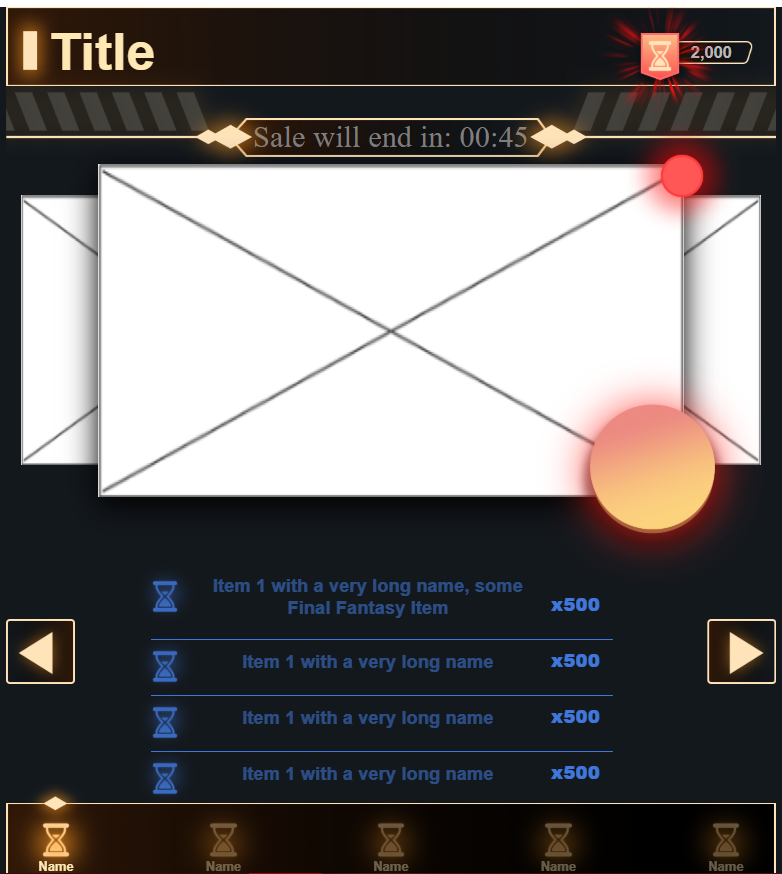 Title
2,000
Sale will end in: 00:45
Item 1 with a very long name, some
Final Fantasy Item
x500
Item 1 with a very long name
x500
Item 1 with a very long name
x500
Item 1 with a very long name
x500
Name
Name
Name
Name
Name